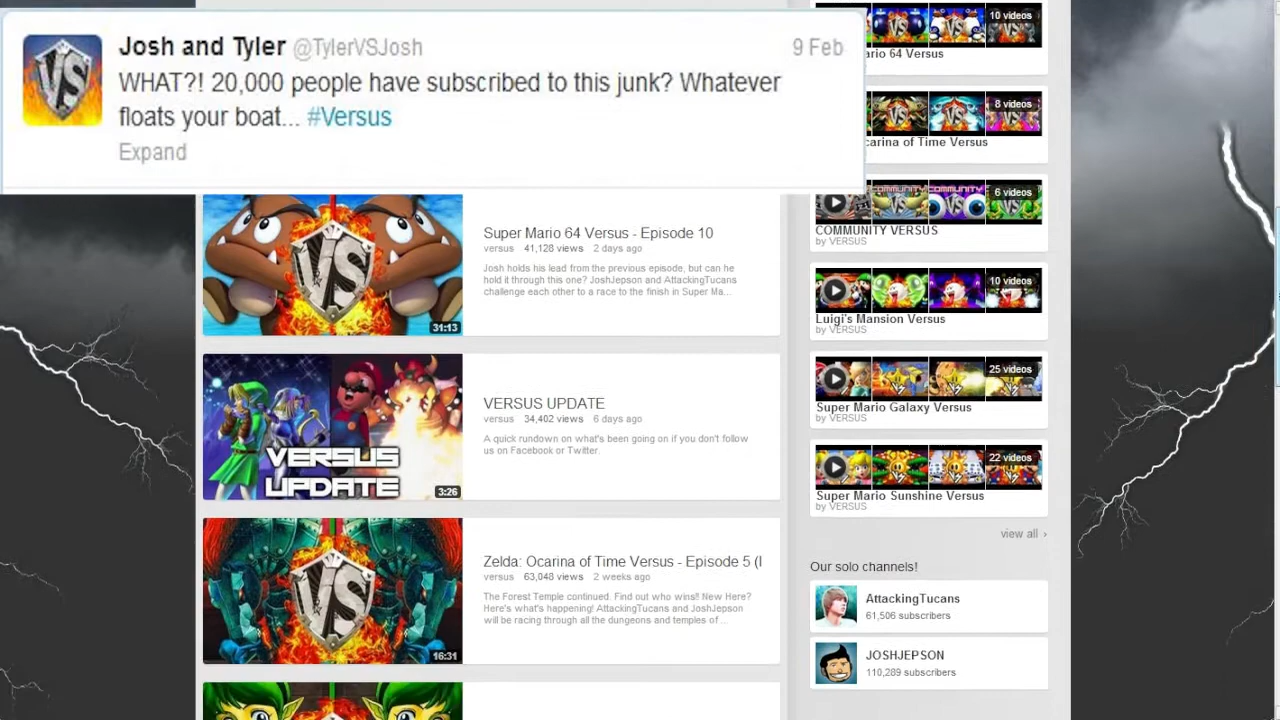 Josh and Tyler @TylerVSJosh 9 Feb
WHAT?! 20,000 people have subscribed to this junk? Whatever
floats your boat... #Versus
Expand
VS
Super Mario 64 Versus - Episode 10
versus 41,128 views 2 days ago
Josh holds his lead from the previous episode, but can he
hold it through this one? JoshJepson and AttackingTucans
challenge each other to a race to the finish in Super Ma...
VS
31:13
VERSUS UPDATE
versus 34,402 views 6 days ago
A quick rundown on what's been going on if you don't follow
us on Facebook or Twitter.
VERSUS
UPDATE
3:26
Zelda: Ocarina of Time Versus - Episode 5 (I
versus 63,048 views 2 weeks ago
The Forest Temple continued. Find out who wins!! New Here?
Here's what's happening! AttackingTucans and JoshJepson
will be racing through all the dungeons and temples of ...
VS
16:31
10 videos
ario 64 Versus
8 videos
carina of Time Versus
6 videos
COMMUNITY VERSUS
by VERSUS
10 videos
Luigi's Mansion Versus
by VERSUS
25 videos
Super Mario Galaxy Versus
by VERSUS
22 videos
Super Mario Sunshine Versus
by VERSUS
view all ›
Our solo channels!
AttackingTucans
61,506 subscribers
JOSHJEPSON
110,289 subscribers